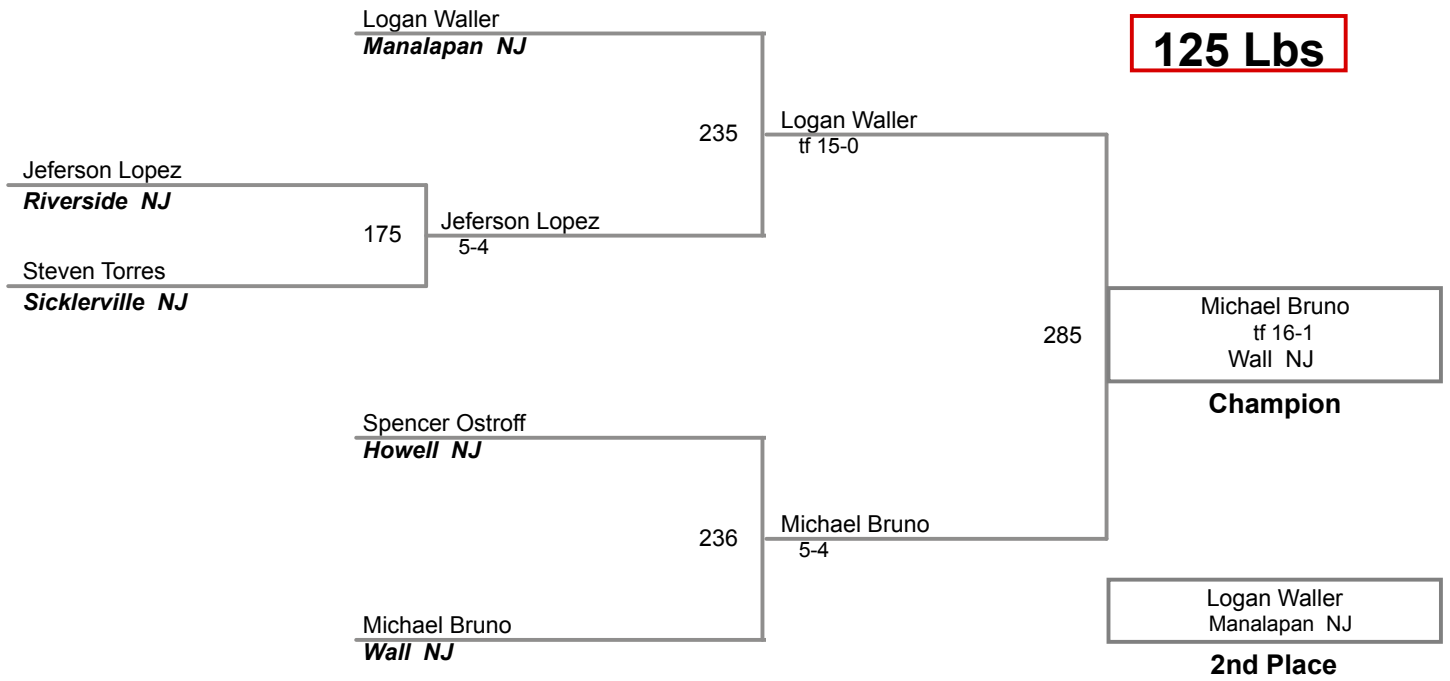 Logan Waller
Manalapan NJ
125 Lbs
235
Logan Waller
tf 15-0
Jeferson Lopez
Riverside NJ
175
Jeferson Lopez
5-4
Steven Torres
Sicklerville NJ
285
Michael Bruno
tf 16-1
Wall NJ
Champion
Spencer Ostroff
Howell NJ
236
Michael Bruno
5-4
Michael Bruno
Wall NJ
Logan Waller
Manalapan NJ
2nd Place